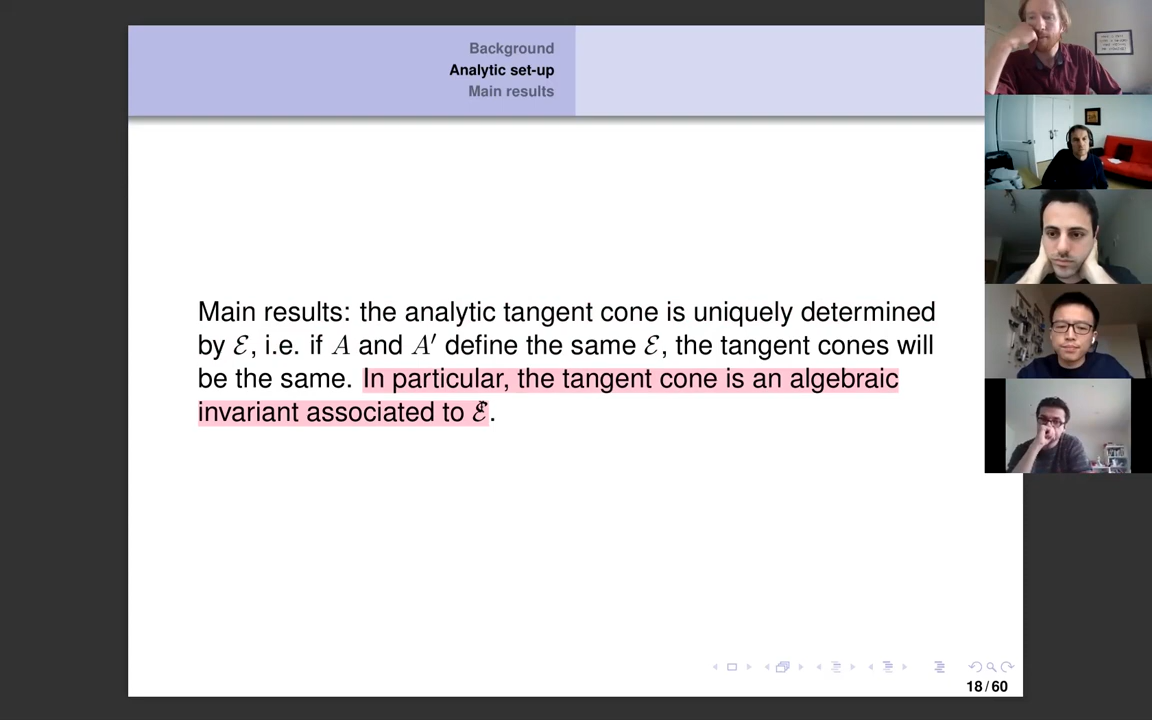 Background
Analytic set-up
Main results
Main results: the analytic tangent cone is uniquely determined
by ℰ, i.e. if A and A′ define the same ℰ, the tangent cones will
be the same. In particular, the tangent cone is an algebraic
invariant associated to ℰ.
18/60